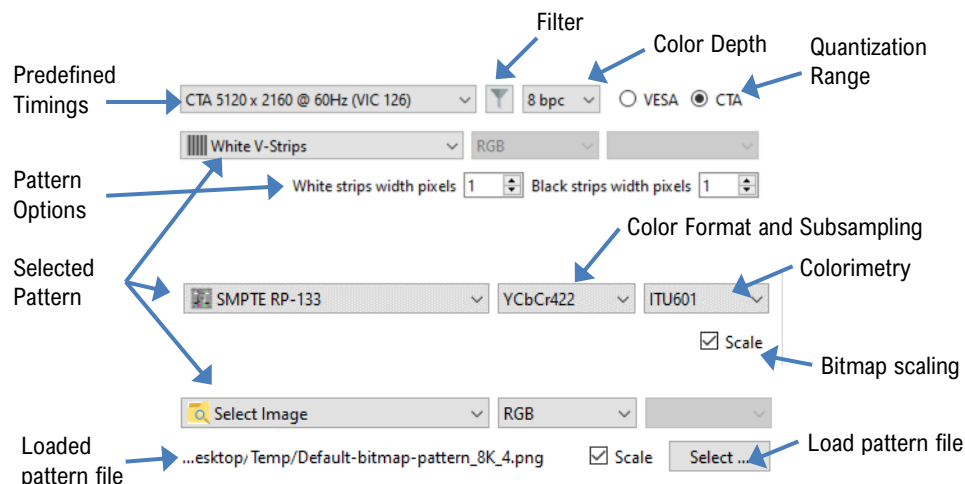 Filter
Color Depth
Quantization
Range
Predefined
Timings
CTA 5120 x 2160 @ 60Hz (VIC 126)
8 bpc
VESA
CTA
White V-Strips
RGB
Pattern
Options
White strips width pixels
1
Black strips width pixels
1
Color Format and Subsampling
Selected
Pattern
Colorimetry
SMPTE RP-133
YCbCr422
ITU601
Scale
Bitmap scaling
Select Image
RGB
Loaded
pattern file
...esktop/Temp/Default-bitmap-pattern_8K_4.png
Scale
Select ...
Load pattern file